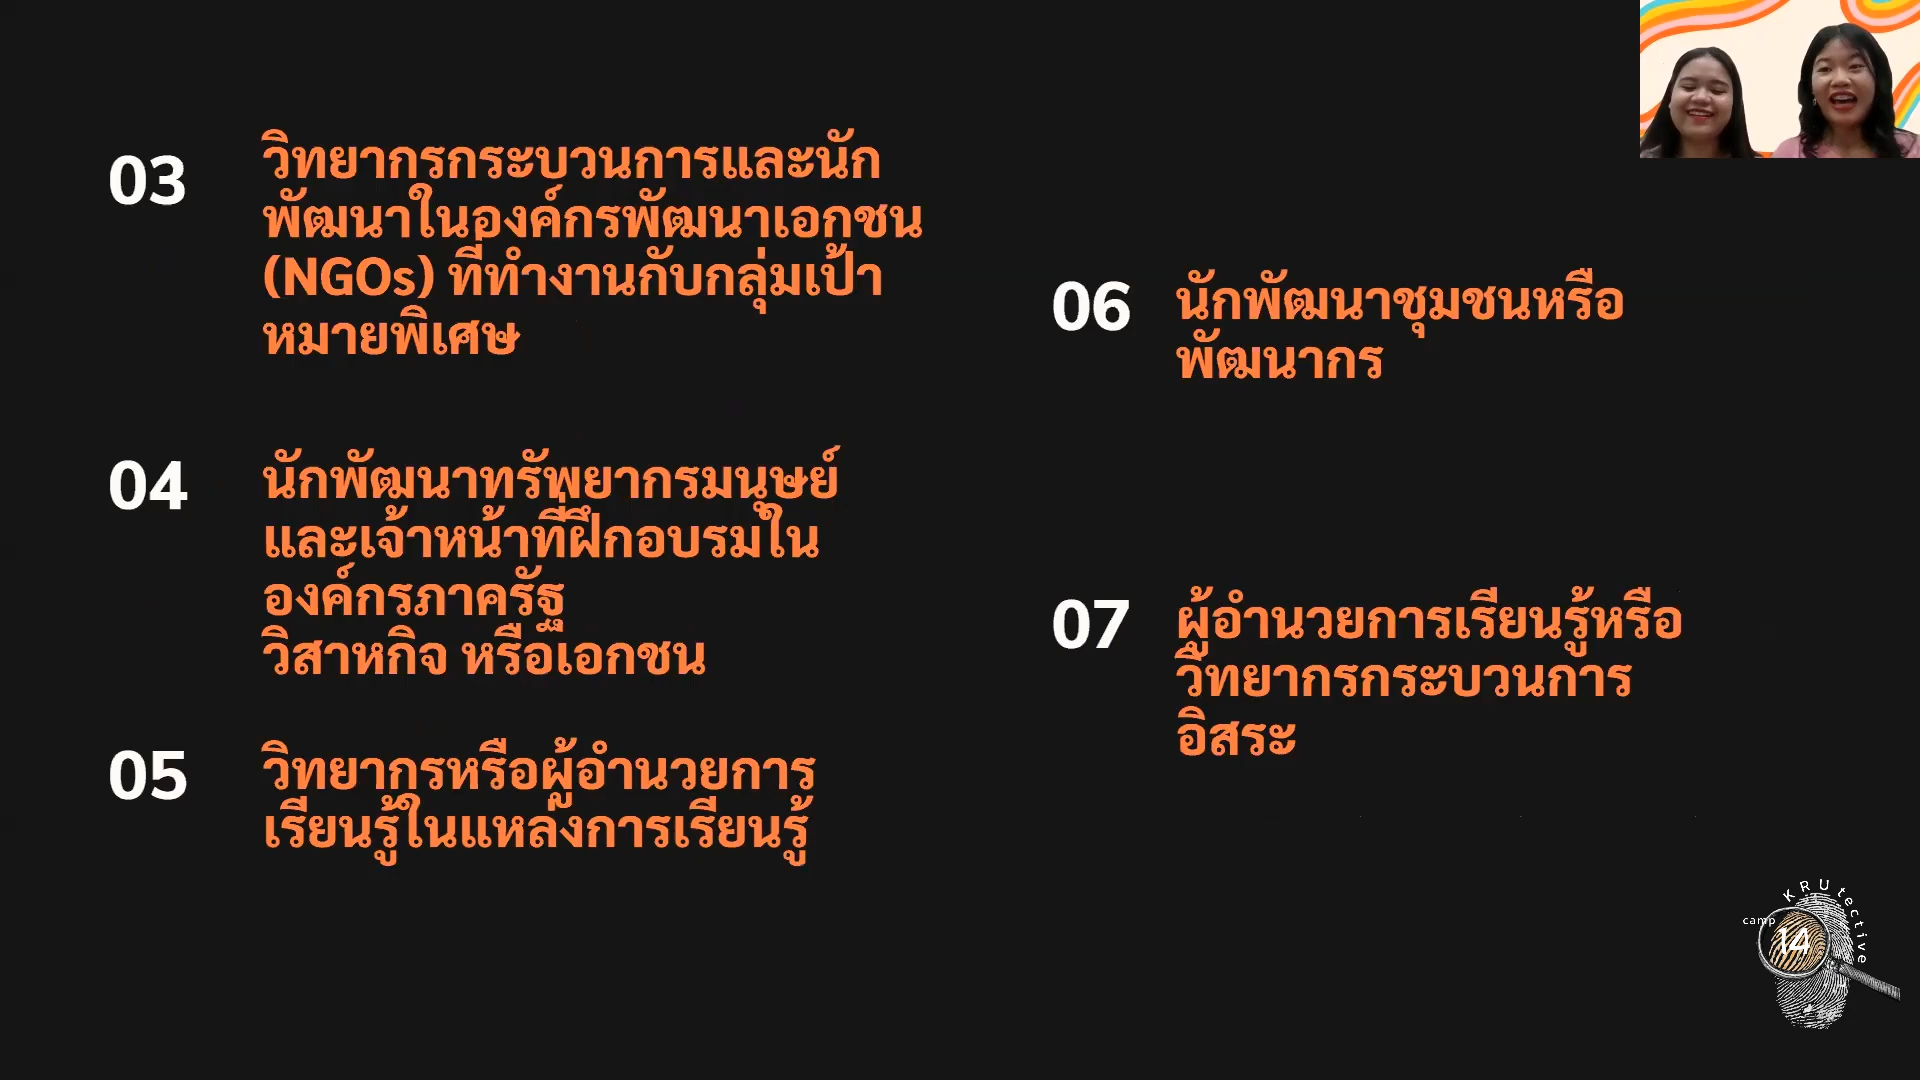 03
วิทยากรกระบวนการและนัก
พัฒนาในองค์กรพัฒนาเอกชน
(NGOs) ที่ทำงานกับกลุ่มเป้า
หมายพิเศษ
04
นักพัฒนาทรัพยากรมนุษย์
และเจ้าหน้าที่ฝึกอบรมใน
องค์กรภาครัฐ
วิสาหกิจ หรือเอกชน
05
วิทยากรหรือผู้อำนวยการ
เรียนรู้ในแหล่งการเรียนรู้
06
นักพัฒนาชุมชนหรือ
พัฒนากร
07
ผู้อำนวยการเรียนรู้หรือ
วิทยากรกระบวนการ
อิสระ
camp
KRUtective
14